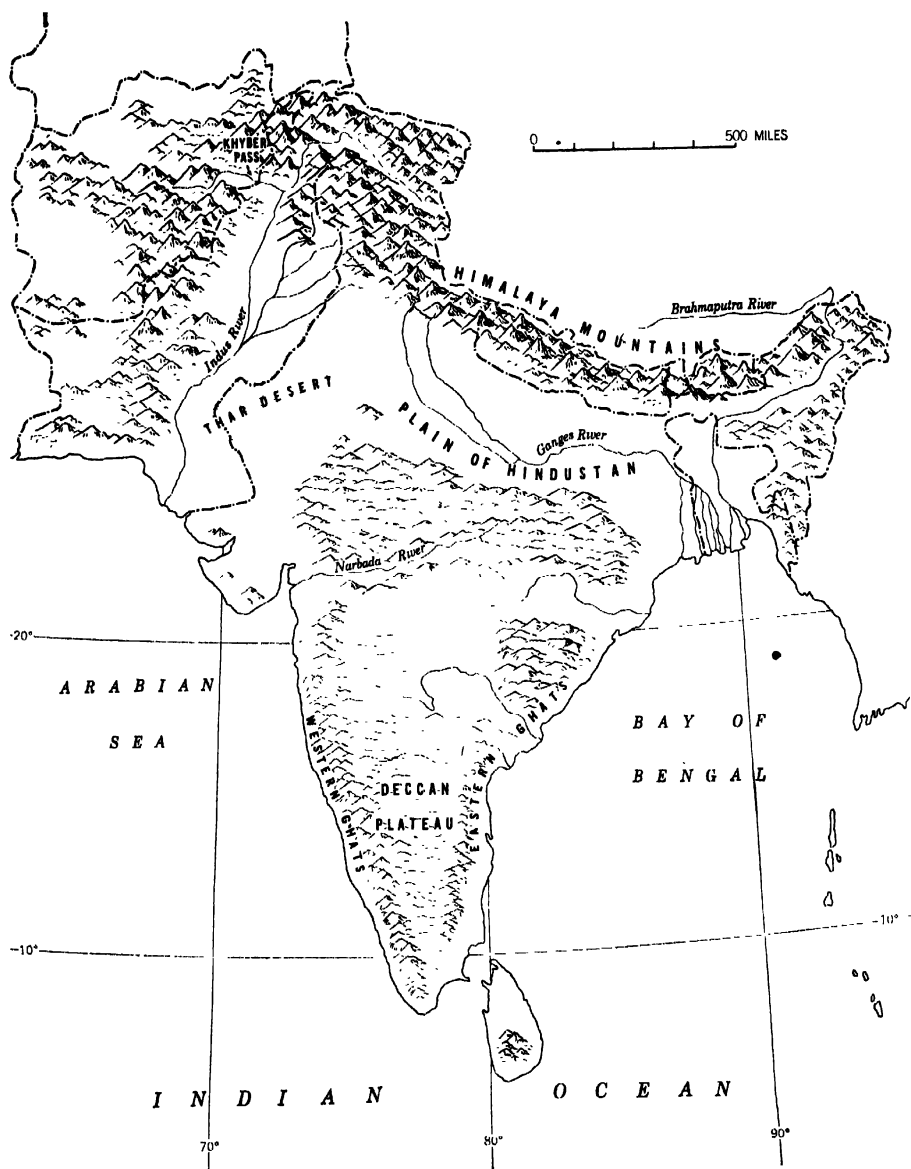 KHYBER
PASS
0 500 MILES
HIMALAYA MOUNTAINS
Brahmaputra River
Indus River
THAR DESERT
PLAIN OF HINDUSTAN
Ganges River
Narbada River
20°
ARABIAN
SEA
WESTERN GHATS
EASTERN GHATS
BAY OF
BENGAL
DECCAN
PLATEAU
10°
10°
INDIAN OCEAN
70°
80°
90°